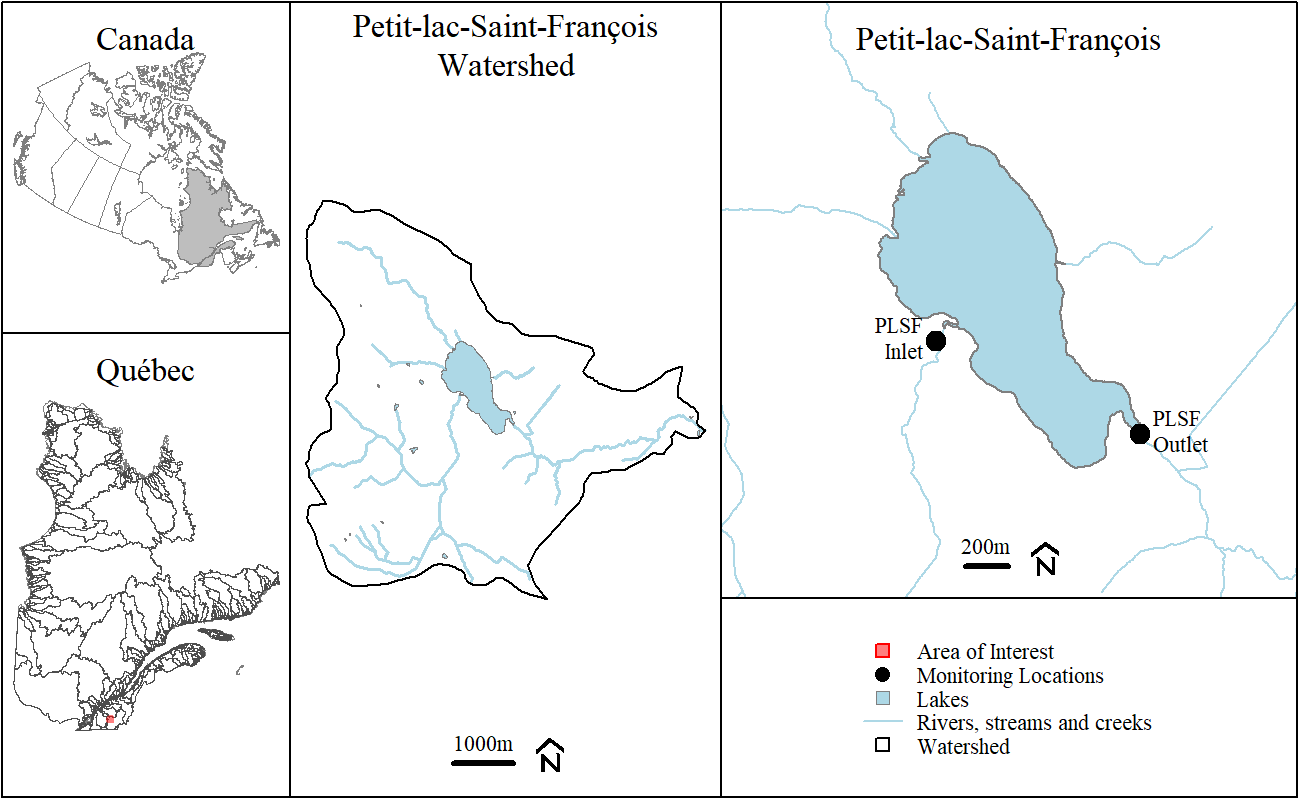 Canada
Québec
Petit-lac-Saint-François
Watershed
1000m
N
Petit-lac-Saint-François
PLSF
Inlet
PLSF
Outlet
200m
N
Area of Interest
Monitoring Locations
Lakes
Rivers, streams and creeks
Watershed